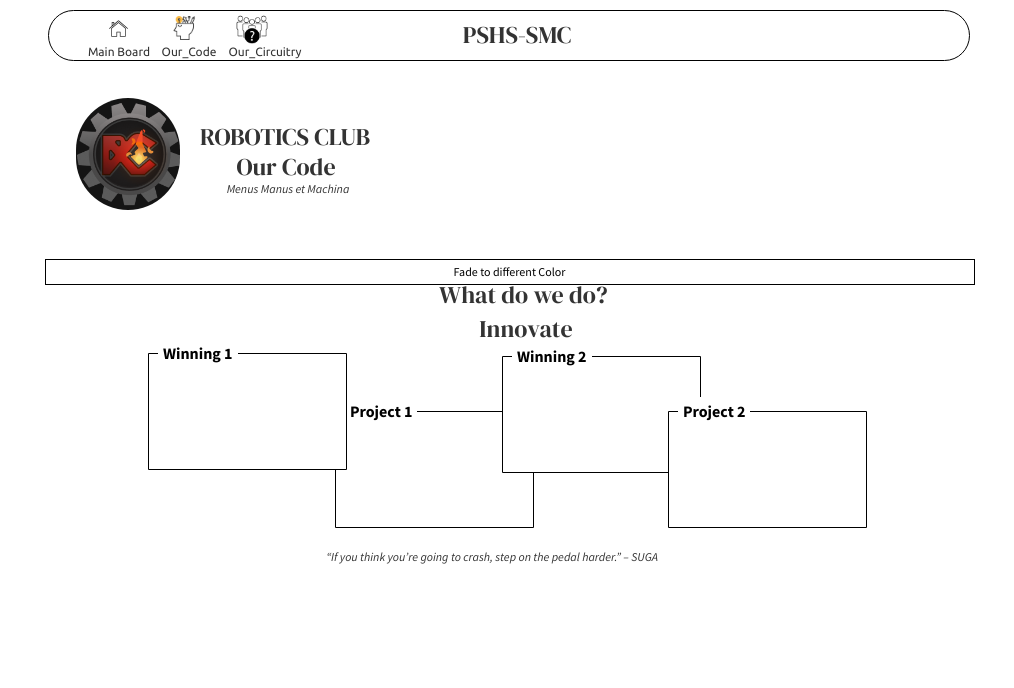 PSHS-SMC
?
Main Board Our_Code Our_Circuitry
RC
ROBOTICS CLUB
Our Code
Menus Manus et Machina
Fade to different Color
What do we do?
Innovate
Winning 1
Winning 2
Project 1
Project 2
“If you think you’re going to crash, step on the pedal harder.” – SUGA